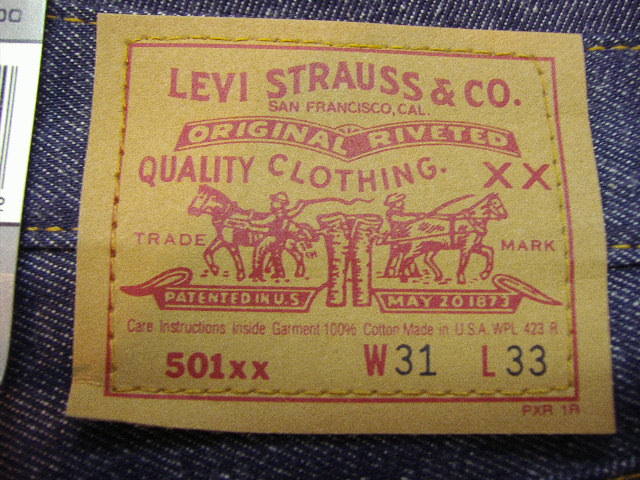 00
LEVI STRAUSS & CO.
SAN FRANCISCO, CAL.
ORIGINAL RIVETED
QUALITY CLOTHING. XX
TRADE MARK
PATENTED IN U.S. MAY 20 1873
Care Instructions Inside Garment 100% Cotton Made in U.S.A. WPL 423 R
501xx W31 L33
PXR 1R